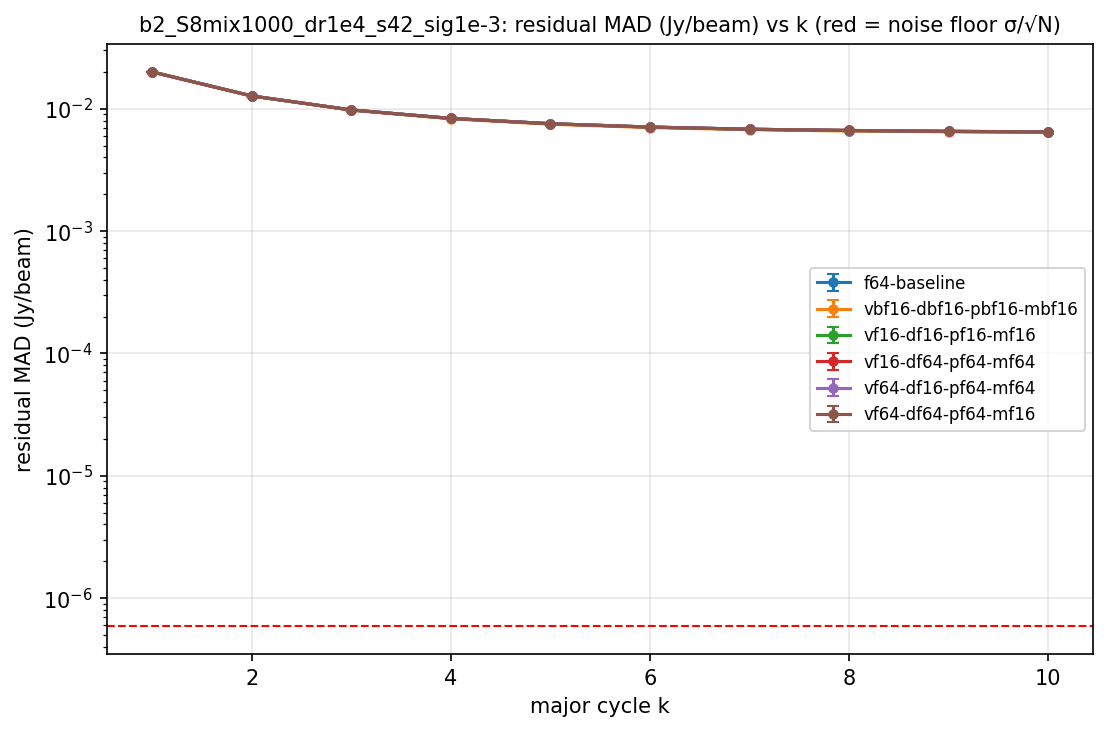 b2_S8mix1000_dr1e4_s42_sig1e-3: residual MAD (Jy/beam) vs k (red = noise floor σ/√N)
residual MAD (Jy/beam)
10⁻²
10⁻³
10⁻⁴
10⁻⁵
10⁻⁶
f64-baseline
vbf16-dbf16-pbf16-mbf16
vf16-df16-pf16-mf16
vf16-df64-pf64-mf64
vf64-df16-pf64-mf64
vf64-df64-pf64-mf16
2 4 6 8 10
major cycle k